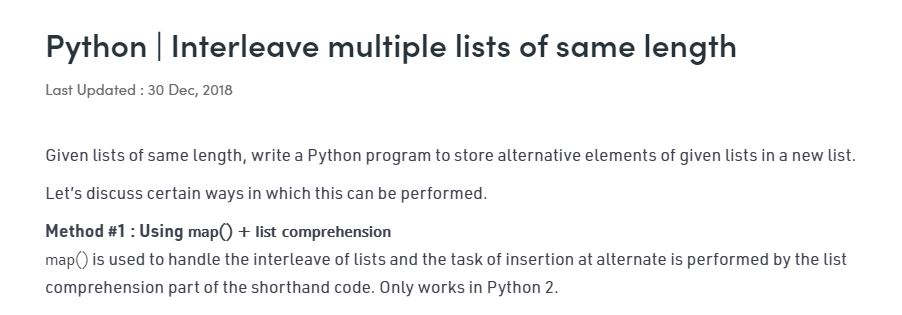 Python | Interleave multiple lists of same length
Last Updated : 30 Dec, 2018
Given lists of same length, write a Python program to store alternative elements of given lists in a new list.
Let’s discuss certain ways in which this can be performed.
Method #1 : Using map() + list comprehension
map() is used to handle the interleave of lists and the task of insertion at alternate is performed by the list
comprehension part of the shorthand code. Only works in Python 2.